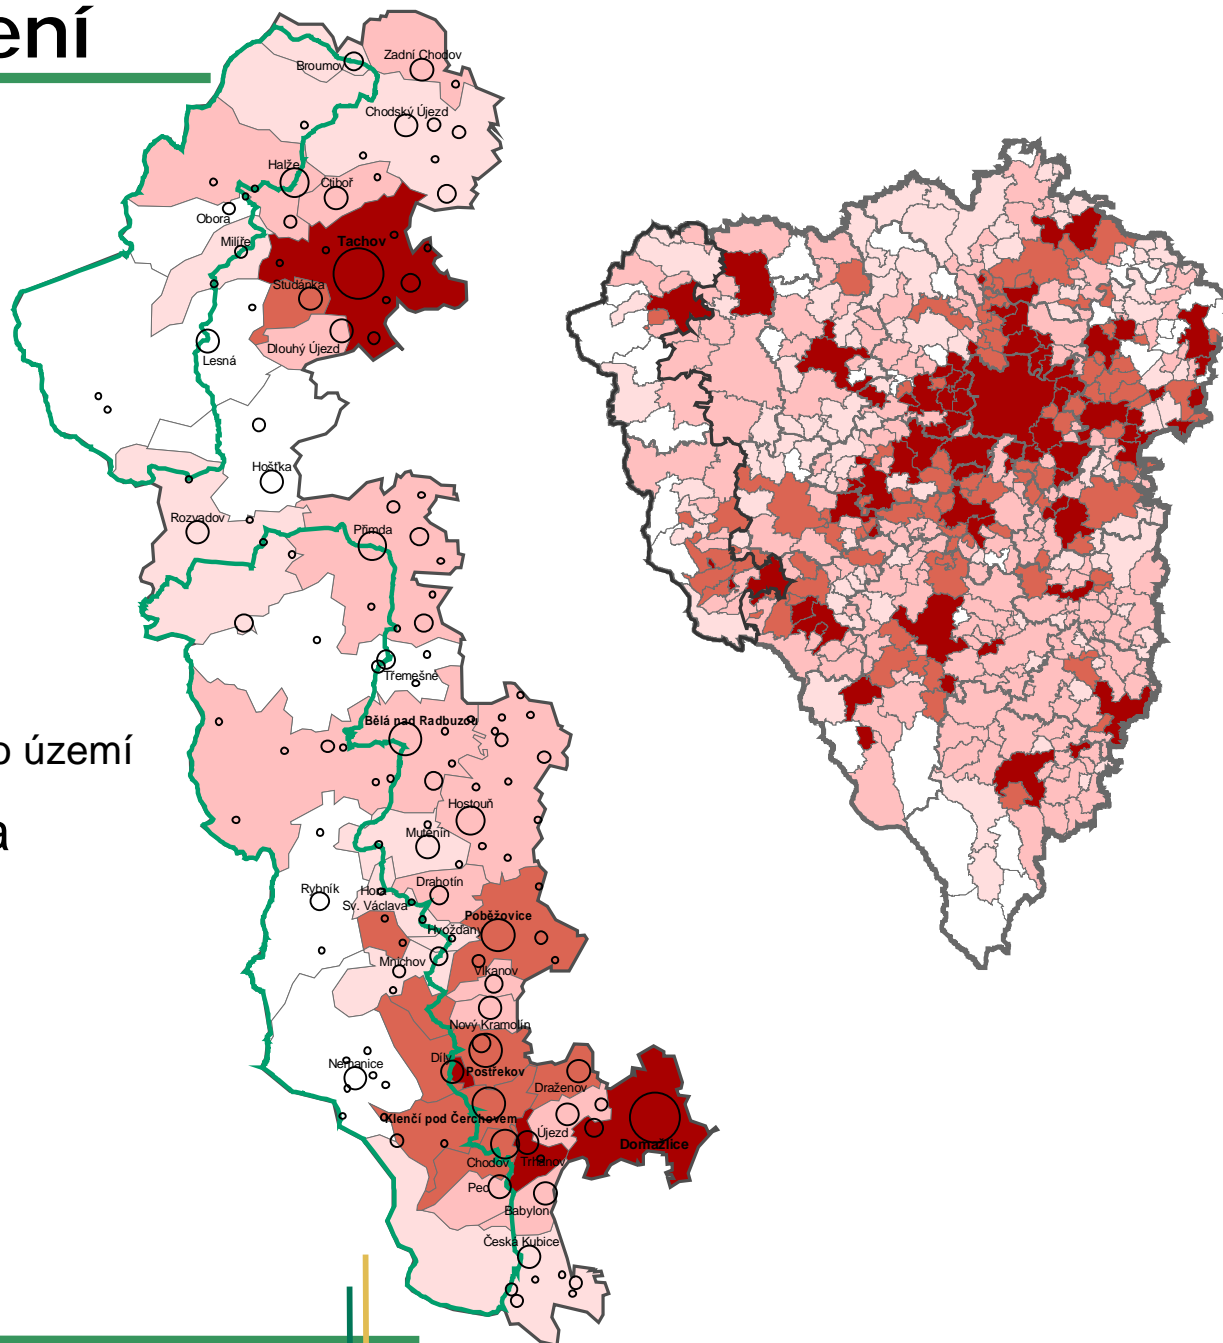 ení
Zadní Chodov
Broumov
Chodský Újezd
Halže
Ctiboř
Obora
Milíře
Tachov
Studánka
Dlouhý Újezd
Lesná
Hošťka
Rozvadov
Přimda
Třemešné
Bělá nad Radbuzou
o území
Hostouň
a
Mutěnín
Drahotín
Rybník
Hora
Sv. Václava
Poběžovice
Hvožďany
Mnichov
Vlkanov
Nový Kramolín
Díly
Nemanice
Postřekov
Draženov
Klenčí pod Čerchovem
Újezd
Domažlice
Chodov
Trhanov
Pec
Babylon
Česká Kubice